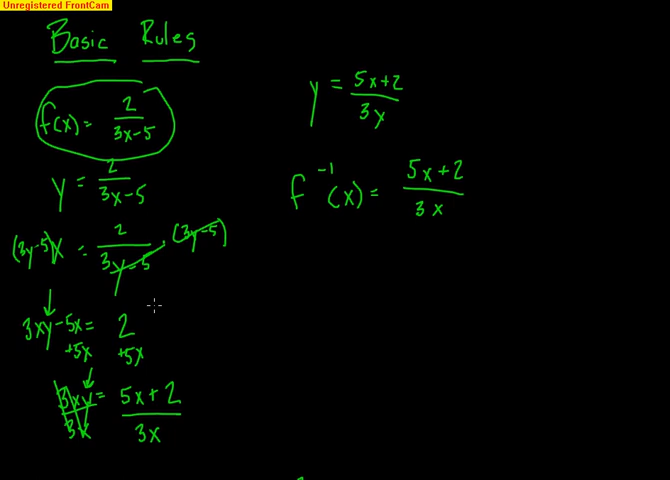 Unregistered FrontCam
Basic Rules
f(x) = 2/(3x-5)
y = 2/(3x-5)
(3y-5)x = 2/(3y-5) · (3y-5)
3xy - 5x = 2
+5x +5x
3xy/3x = (5x+2)/3x
y = (5x+2)/3x
f⁻¹(x) = (5x+2)/3x